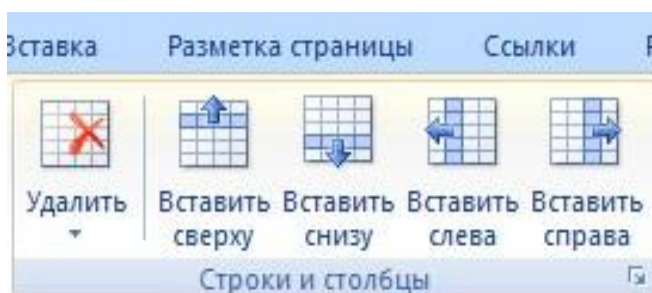 Вставка Разметка страницы Ссылки
Удалить Вставить сверху Вставить снизу Вставить слева Вставить справа
Строки и столбцы